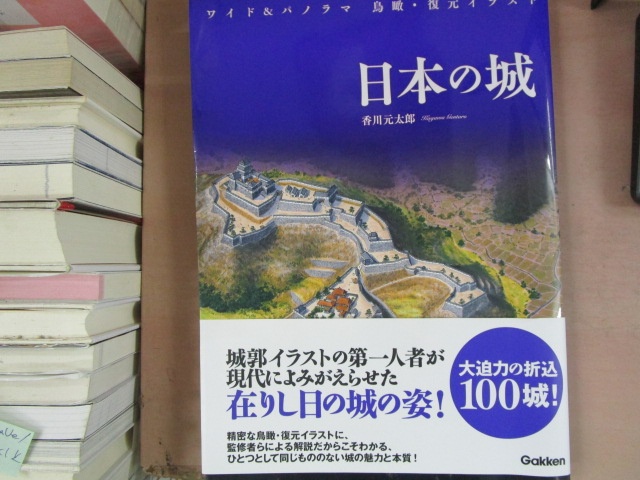 ワイド&パノラマ 鳥瞰・復元イラスト
日本の城
香川元太郎 Kagawa Gentaro
城郭イラストの第一人者が
現代によみがえらせた
在りし日の城の姿!
大迫力の折込
100城!
精密な鳥瞰・復元イラストに、
監修者らによる解説だからこそわかる、
ひとつとして同じもののない城の魅力と本質!
Gakken